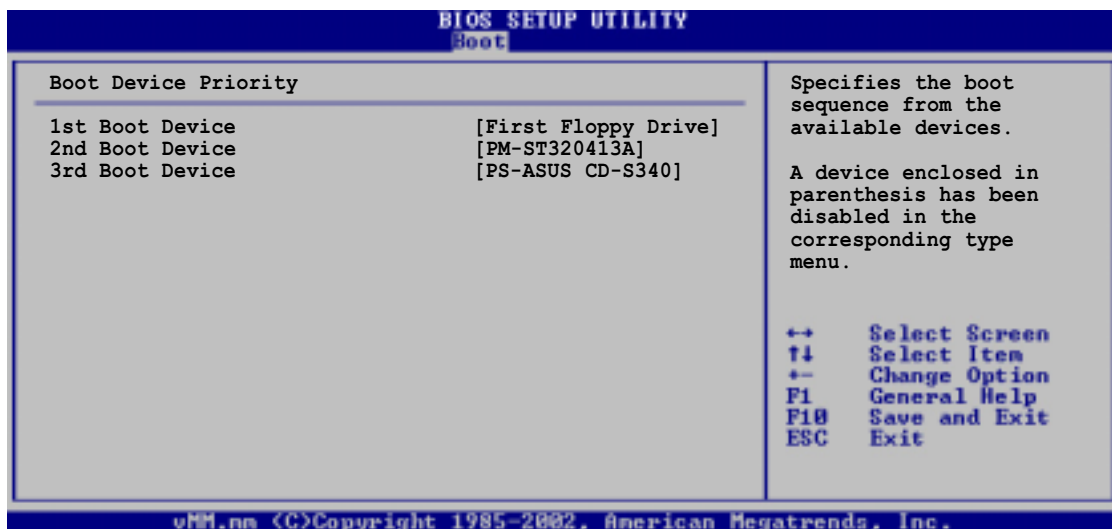 BIOS SETUP UTILITY
Boot
Boot Device Priority
1st Boot Device [First Floppy Drive]
2nd Boot Device [PM-ST320413A]
3rd Boot Device [PS-ASUS CD-S340]
Specifies the boot
sequence from the
available devices.
A device enclosed in
parenthesis has been
disabled in the
corresponding type
menu.
←→ Select Screen
↑↓ Select Item
+- Change Option
F1 General Help
F10 Save and Exit
ESC Exit
vMM.mm (C)Copyright 1985-2002, American Megatrends, Inc.